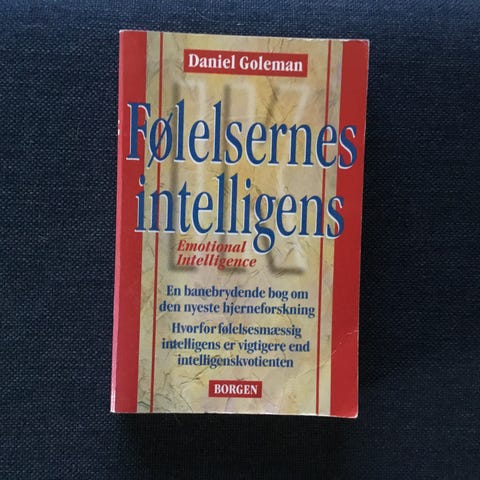 Daniel Goleman
Følelsernes
intelligens
Emotional
Intelligence
En banebrydende bog om
den nyeste hjerneforskning
Hvorfor følelsesmæssig
intelligens er vigtigere end
intelligenskvotienten
BORGEN